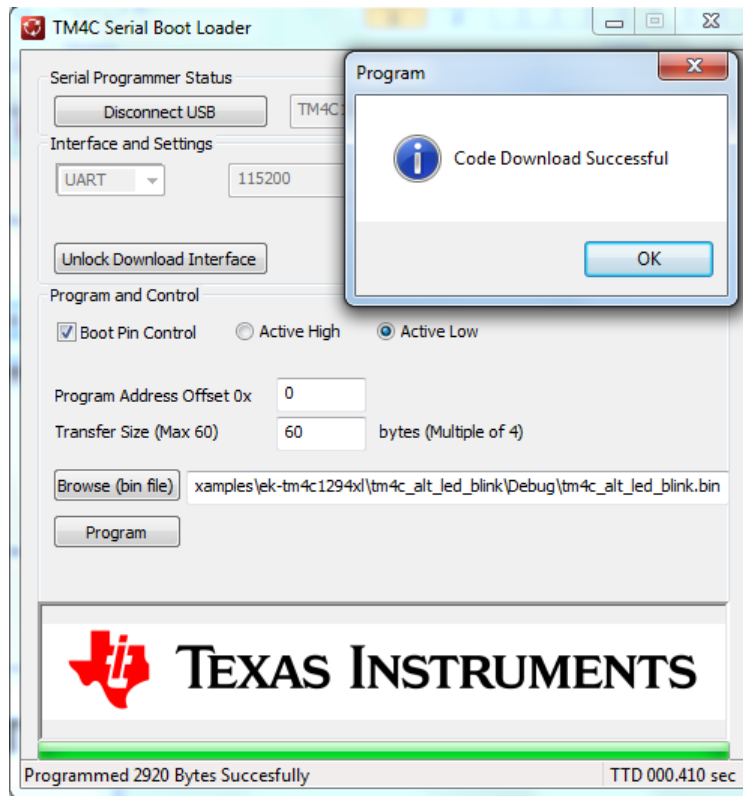 TM4C Serial Boot Loader
Program
Code Download Successful
OK
Serial Programmer Status
Disconnect USB
Interface and Settings
UART 115200
Unlock Download Interface
Program and Control
Boot Pin Control Active High Active Low
Program Address Offset 0x 0
Transfer Size (Max 60) 60 bytes (Multiple of 4)
Browse (bin file) xamples\ek-tm4c1294xl\tm4c_alt_led_blink\Debug\tm4c_alt_led_blink.bin
Program
TEXAS INSTRUMENTS
Programmed 2920 Bytes Succesfully TTD 000.410 sec